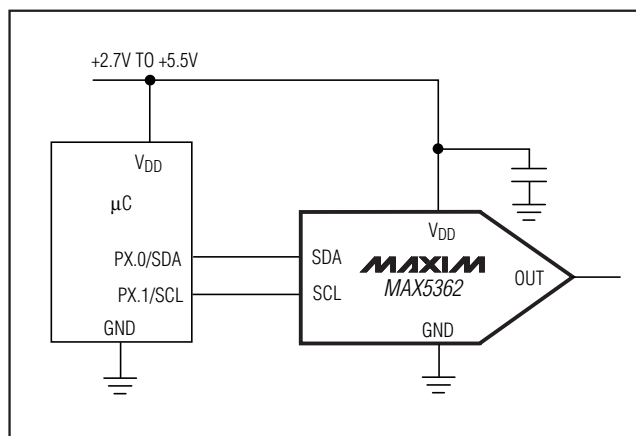 +2.7V TO +5.5V
VDD
μC
PX.0/SDA
PX.1/SCL
GND
VDD
SDA
MAXIM
OUT
SCL
MAX5362
GND